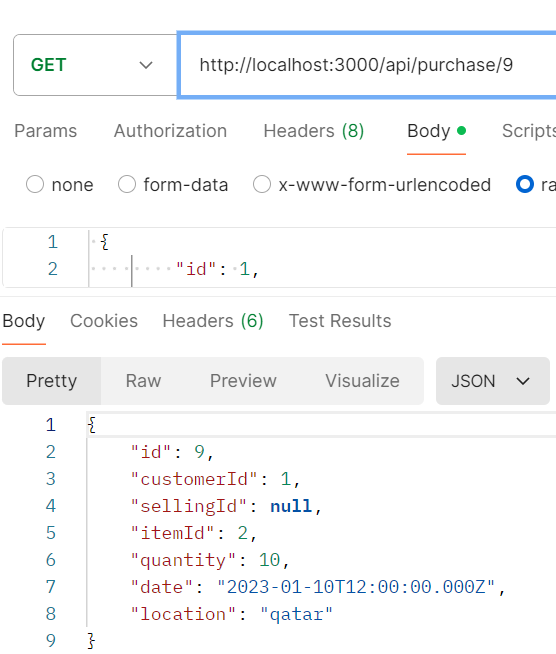 GET http://localhost:3000/api/purchase/9
Params Authorization Headers (8) Body Scripts
none form-data x-www-form-urlencoded
1 {
2 "id": 1,
Body Cookies Headers (6) Test Results
Pretty Raw Preview Visualize JSON
1 {
2 "id": 9,
3 "customerId": 1,
4 "sellingId": null,
5 "itemId": 2,
6 "quantity": 10,
7 "date": "2023-01-10T12:00:00.000Z",
8 "location": "qatar"
9 }